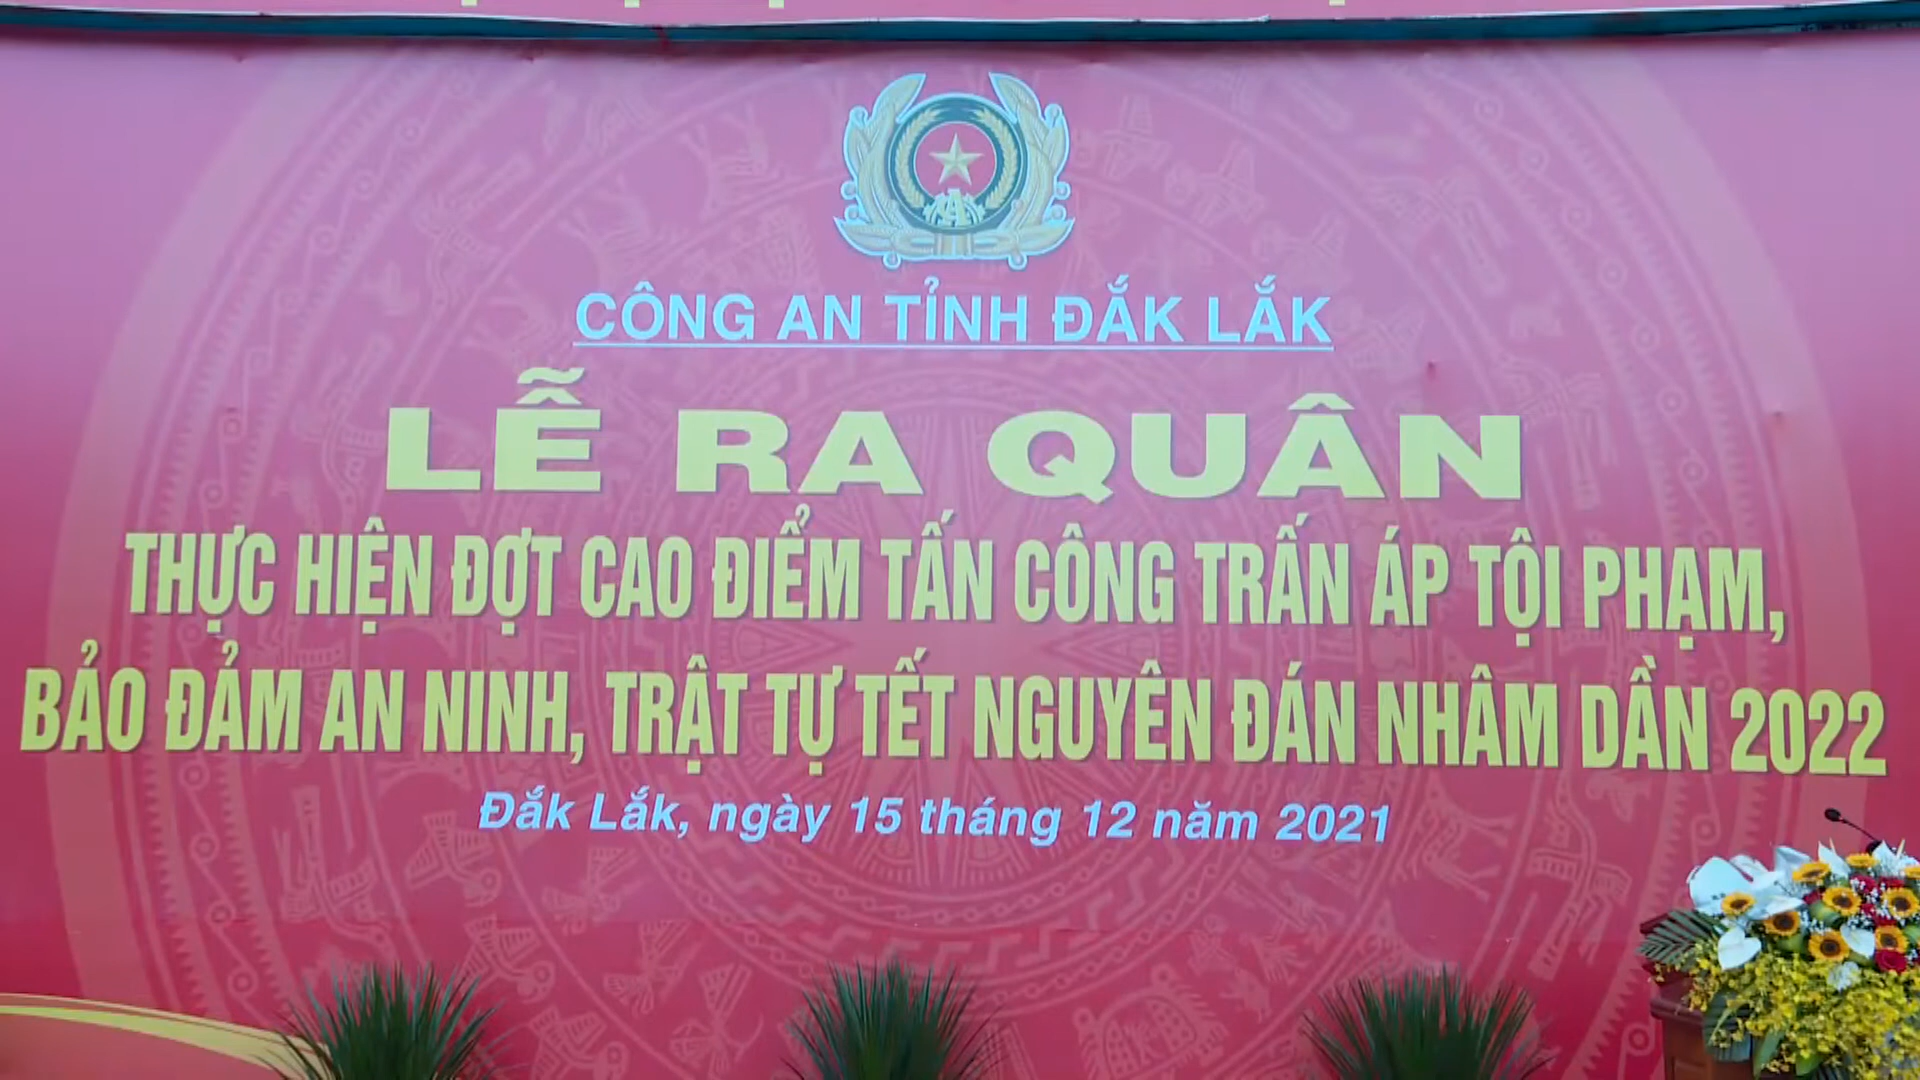 CÔNG AN TỈNH ĐẮK LẮK
LỄ RA QUÂN
THỰC HIỆN ĐỢT CAO ĐIỂM TẤN CÔNG TRẤN ÁP TỘI PHẠM,
BẢO ĐẢM AN NINH, TRẬT TỰ TẾT NGUYÊN ĐÁN NHÂM DẦN 2022
Đắk Lắk, ngày 15 tháng 12 năm 2021